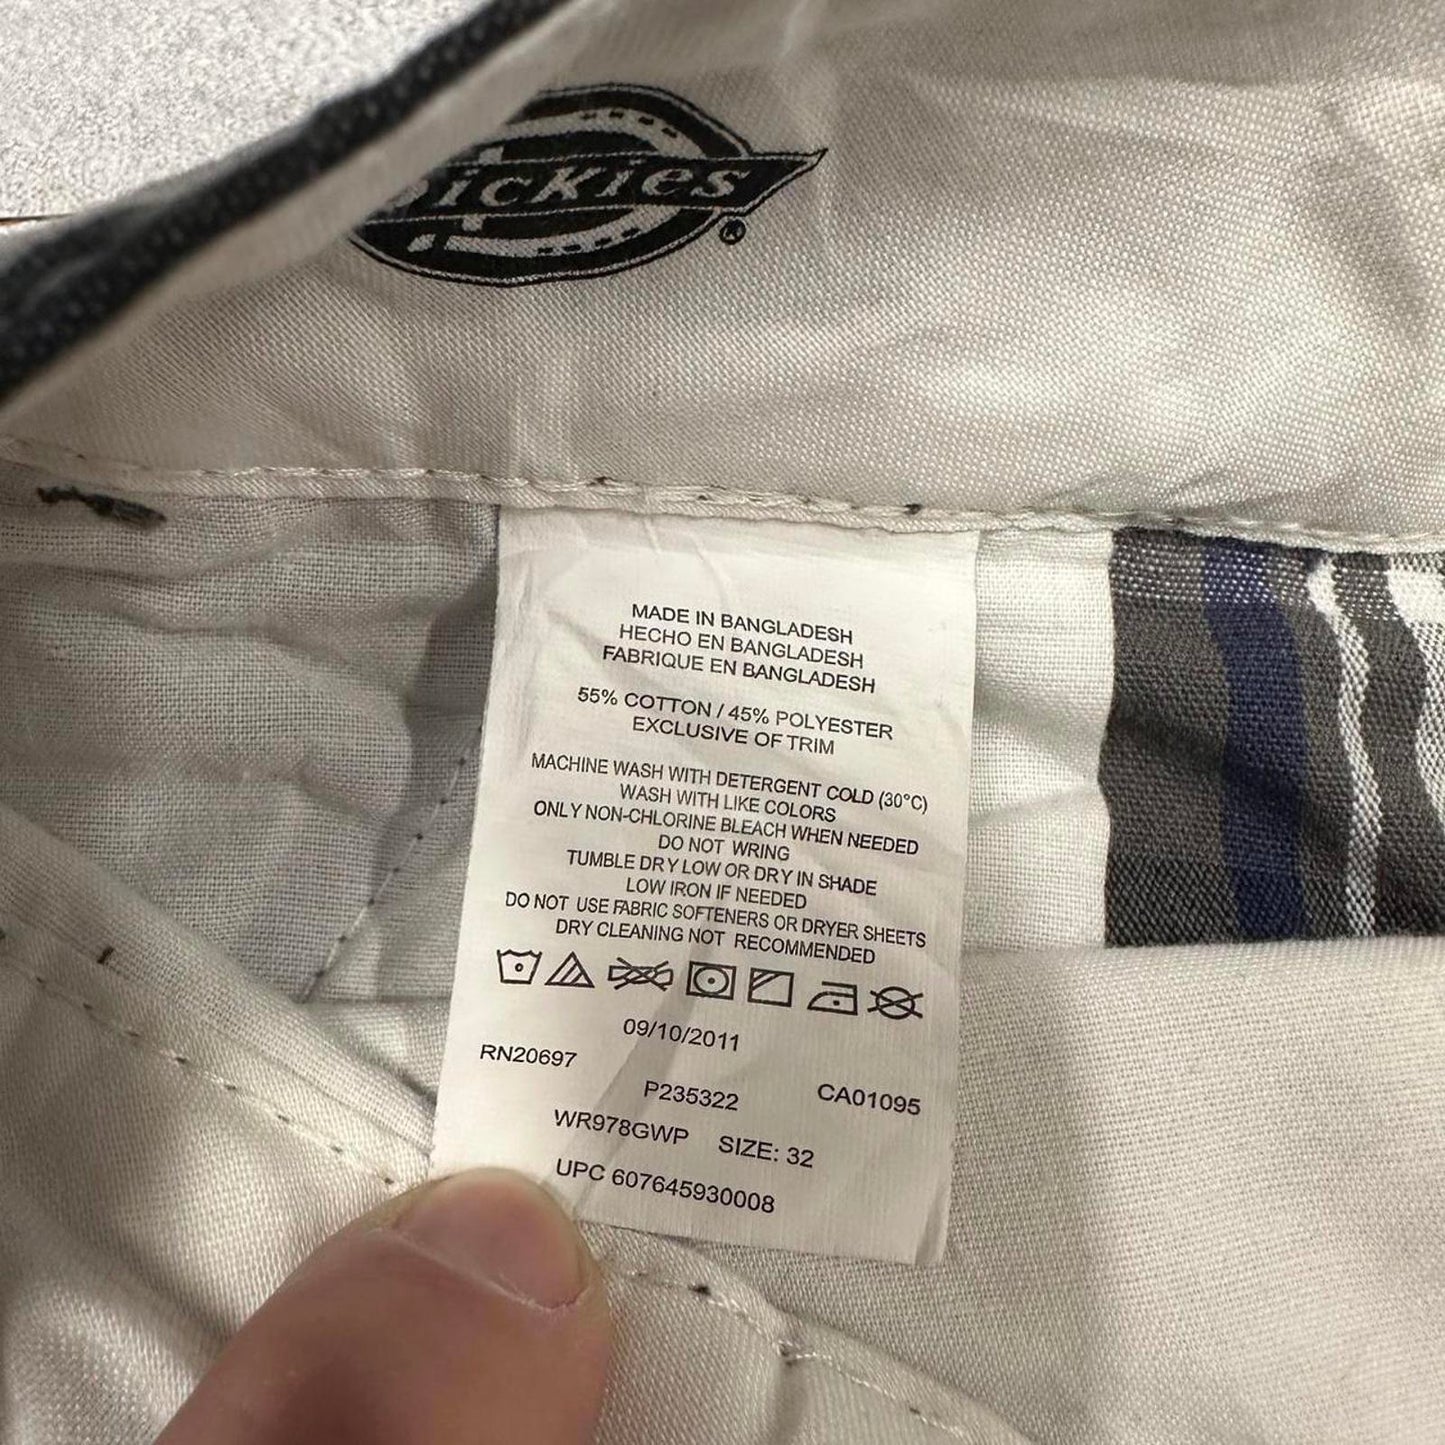 Dickies
®
MADE IN BANGLADESH
HECHO EN BANGLADESH
FABRIQUE EN BANGLADESH
55% COTTON / 45% POLYESTER
EXCLUSIVE OF TRIM
MACHINE WASH WITH DETERGENT COLD (30°C)
WASH WITH LIKE COLORS
ONLY NON-CHLORINE BLEACH WHEN NEEDED
DO NOT WRING
TUMBLE DRY LOW OR DRY IN SHADE
LOW IRON IF NEEDED
DO NOT USE FABRIC SOFTENERS OR DRYER SHEETS
DRY CLEANING NOT RECOMMENDED
09/10/2011
RN20697
P235322 CA01095
WR978GWP SIZE: 32
UPC 607645930008